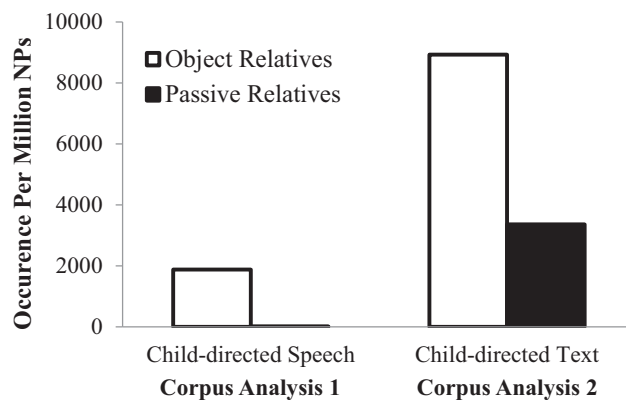 10000
8000
6000
4000
2000
0
Occurence Per Million NPs
Object Relatives
Passive Relatives
Child-directed Speech
Child-directed Text
Corpus Analysis 1
Corpus Analysis 2